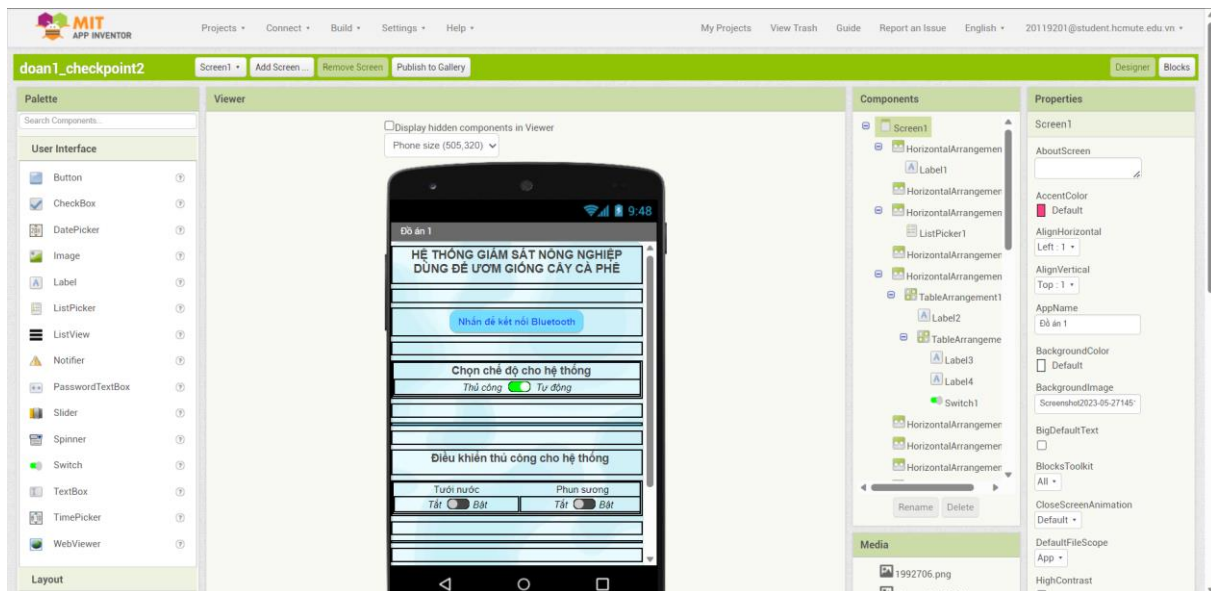 MIT
APP INVENTOR
Projects Connect Build Settings Help My Projects View Trash Guide Report an Issue English 20119201@student.hcmute.edu.vn
doan1_checkpoint2 Screen1 Add Screen ... Remove Screen Publish to Gallery Designer Blocks
Palette
Search Components...
User Interface
Button
CheckBox
DatePicker
Image
Label
ListPicker
ListView
Notifier
PasswordTextBox
Slider
Spinner
Switch
TextBox
TimePicker
WebViewer
Layout
Viewer
Display hidden components in Viewer
Phone size (505,320)
9:48
Đồ án 1
HỆ THỐNG GIÁM SÁT NÔNG NGHIỆP
DÙNG ĐỂ ƯƠM GIỐNG CÂY CÀ PHÊ
Nhấn để kết nối Bluetooth
Chọn chế độ cho hệ thống
Thủ công Tự động
Điều khiển thủ công cho hệ thống
Tưới nước Phun sương
Tắt Bật Tắt Bật
Components
Screen1
HorizontalArrangemen
Label1
HorizontalArrangemer
HorizontalArrangemen
ListPicker1
HorizontalArrangemer
HorizontalArrangemen
TableArrangement1
Label2
TableArrangeme
Label3
Label4
Switch1
HorizontalArrangemer
HorizontalArrangemer
HorizontalArrangemer
Rename Delete
Media
1992706.png
Properties
Screen1
AboutScreen
AccentColor
Default
AlignHorizontal
Left : 1
AlignVertical
Top : 1
AppName
Đồ án 1
BackgroundColor
Default
BackgroundImage
Screenshot2023-05-27145
BigDefaultText
BlocksToolkit
All
CloseScreenAnimation
Default
DefaultFileScope
App
HighContrast